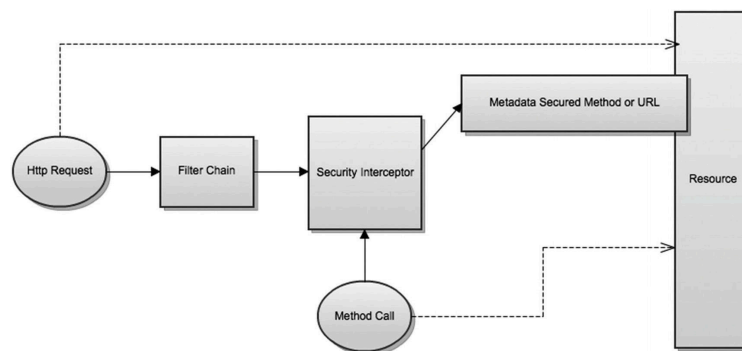 Metadata Secured Method or URL
Http Request
Filter Chain
Security Interceptor
Resource
Method Call